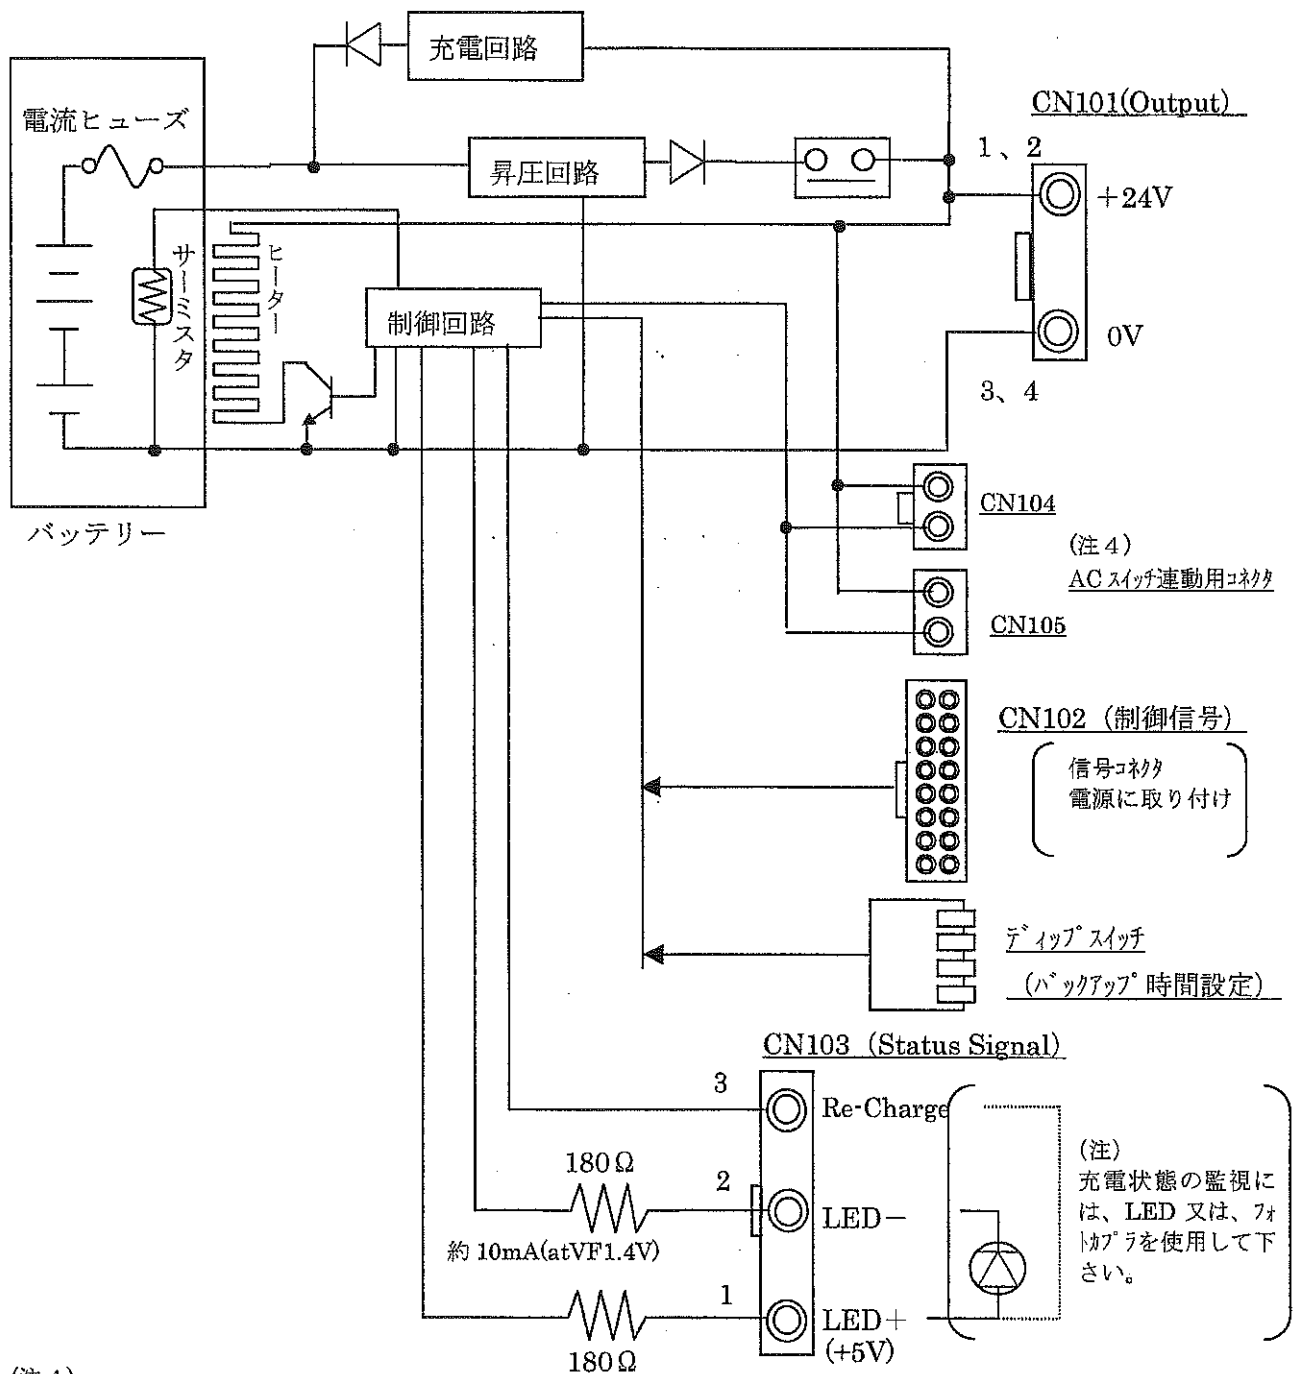 充電回路
CN101(Output)
電流ヒューズ
昇圧回路
1、2
+24V
サーミスタ
ヒーター
制御回路
0V
3、4
バッテリー
CN104
(注4)
ACスイッチ連動用コネクタ
CN105
CN102（制御信号）
信号コネクタ
電源に取り付け
ディップスイッチ
(バックアップ時間設定)
CN103（Status Signal)
3
Re-Charge
(注)
充電状態の監視に
は、LED 又は、フォ
トカプラを使用して下
さい。
180Ω
2
LED－
約 10mA(atVF1.4V)
1
LED＋
(+5V)
180Ω